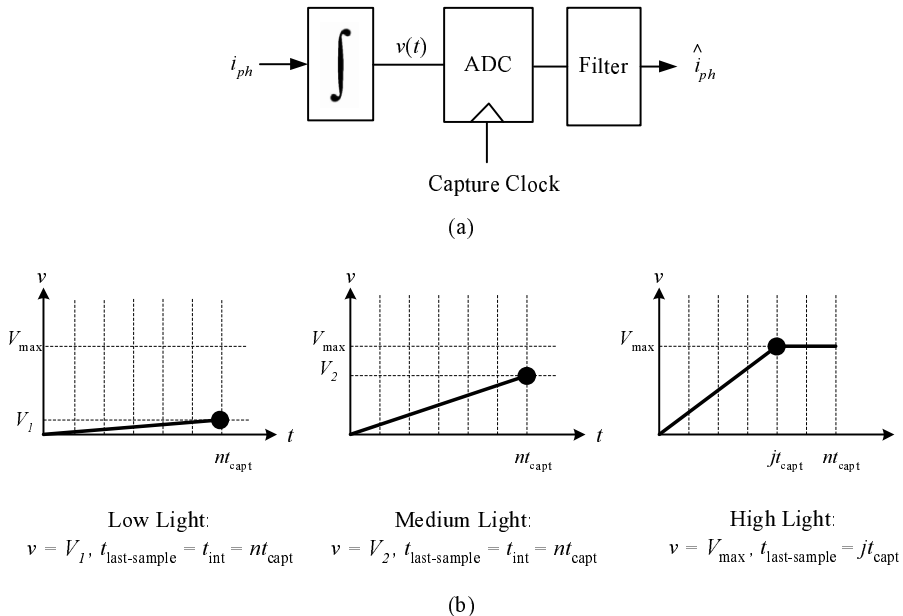 i_ph
v(t)
ADC
Filter
î_ph
Capture Clock
(a)
v
V_max
V_1
t
nt_capt
Low Light:
v = V_1, t_last-sample = t_int = nt_capt
v
V_max
V_2
t
nt_capt
Medium Light:
v = V_2, t_last-sample = t_int = nt_capt
v
V_max
t
jt_capt nt_capt
High Light:
v = V_max, t_last-sample = jt_capt
(b)